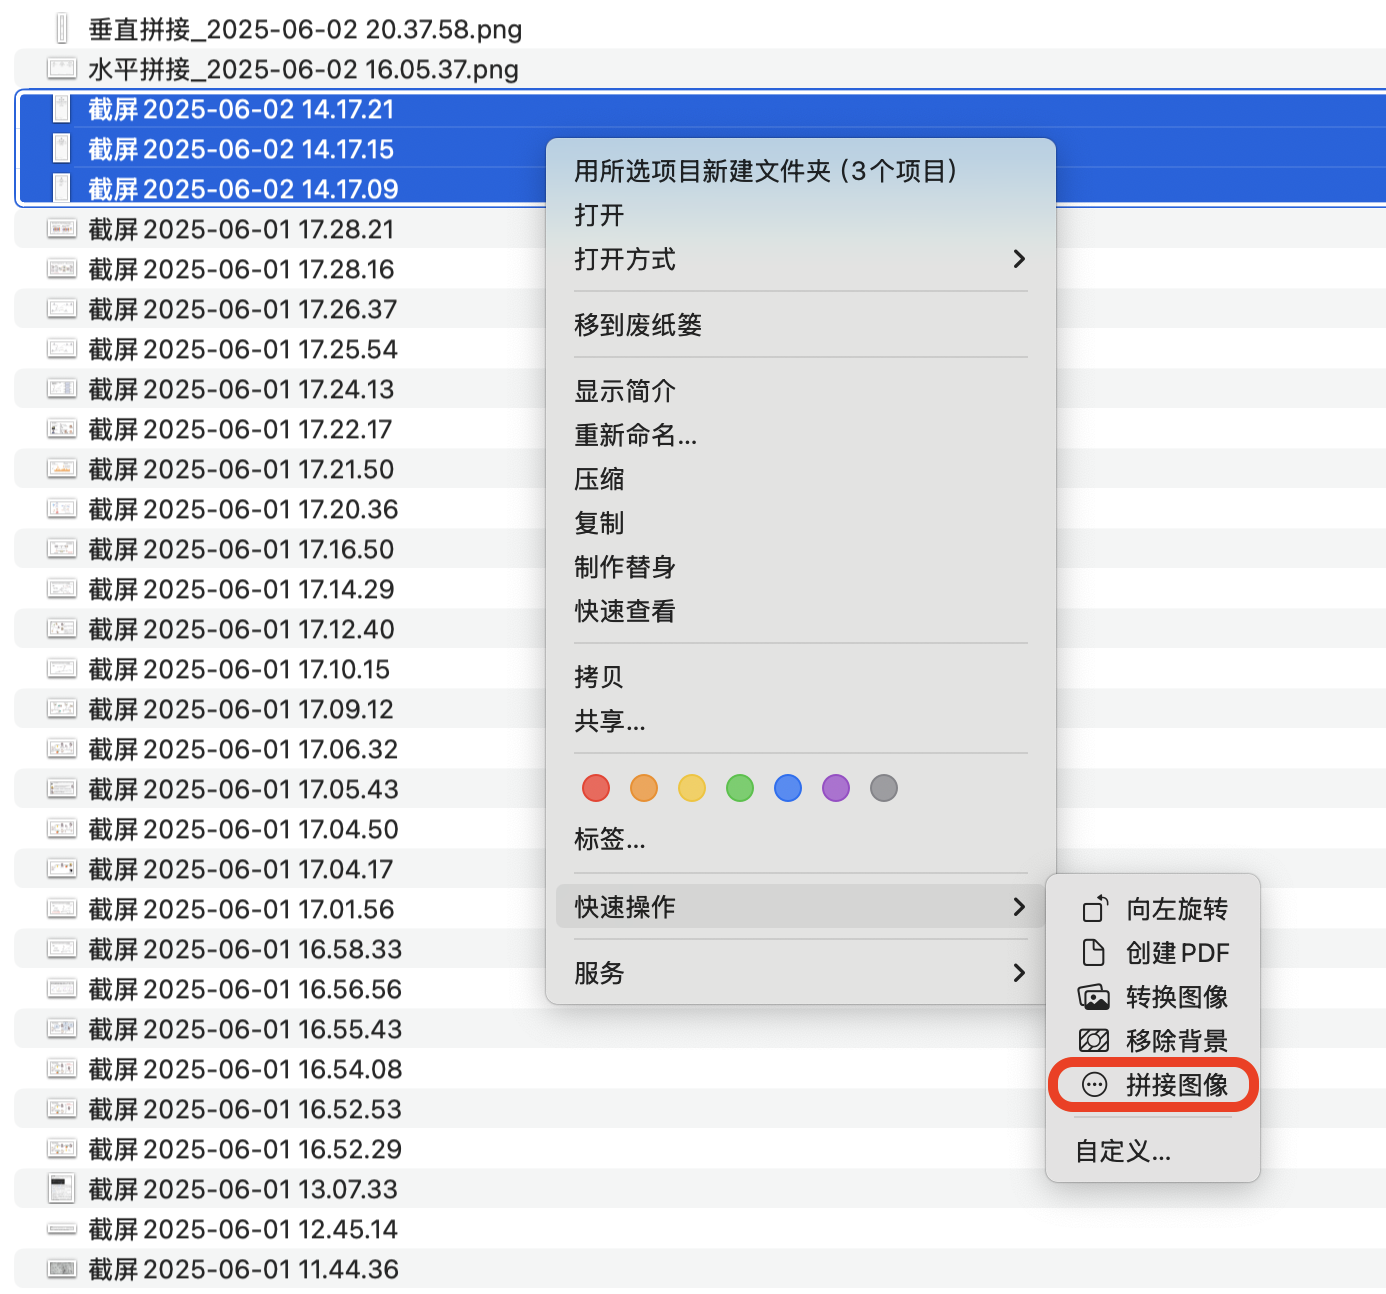 垂直拼接_2025-06-02 20.37.58.png
水平拼接_2025-06-02 16.05.37.png
截屏 2025-06-02 14.17.21
截屏 2025-06-02 14.17.15
截屏 2025-06-02 14.17.09
截屏 2025-06-01 17.28.21
截屏 2025-06-01 17.28.16
截屏 2025-06-01 17.26.37
截屏 2025-06-01 17.25.54
截屏 2025-06-01 17.24.13
截屏 2025-06-01 17.22.17
截屏 2025-06-01 17.21.50
截屏 2025-06-01 17.20.36
截屏 2025-06-01 17.16.50
截屏 2025-06-01 17.14.29
截屏 2025-06-01 17.12.40
截屏 2025-06-01 17.10.15
截屏 2025-06-01 17.09.12
截屏 2025-06-01 17.06.32
截屏 2025-06-01 17.05.43
截屏 2025-06-01 17.04.50
截屏 2025-06-01 17.04.17
截屏 2025-06-01 17.01.56
截屏 2025-06-01 16.58.33
截屏 2025-06-01 16.56.56
截屏 2025-06-01 16.55.43
截屏 2025-06-01 16.54.08
截屏 2025-06-01 16.52.53
截屏 2025-06-01 16.52.29
截屏 2025-06-01 13.07.33
截屏 2025-06-01 12.45.14
截屏 2025-06-01 11.44.36
用所选项目新建文件夹（3个项目）
打开
打开方式
移到废纸篓
显示简介
重新命名...
压缩
复制
制作替身
快速查看
拷贝
共享...
标签...
快速操作
服务
向左旋转
创建PDF
转换图像
移除背景
拼接图像
自定义...